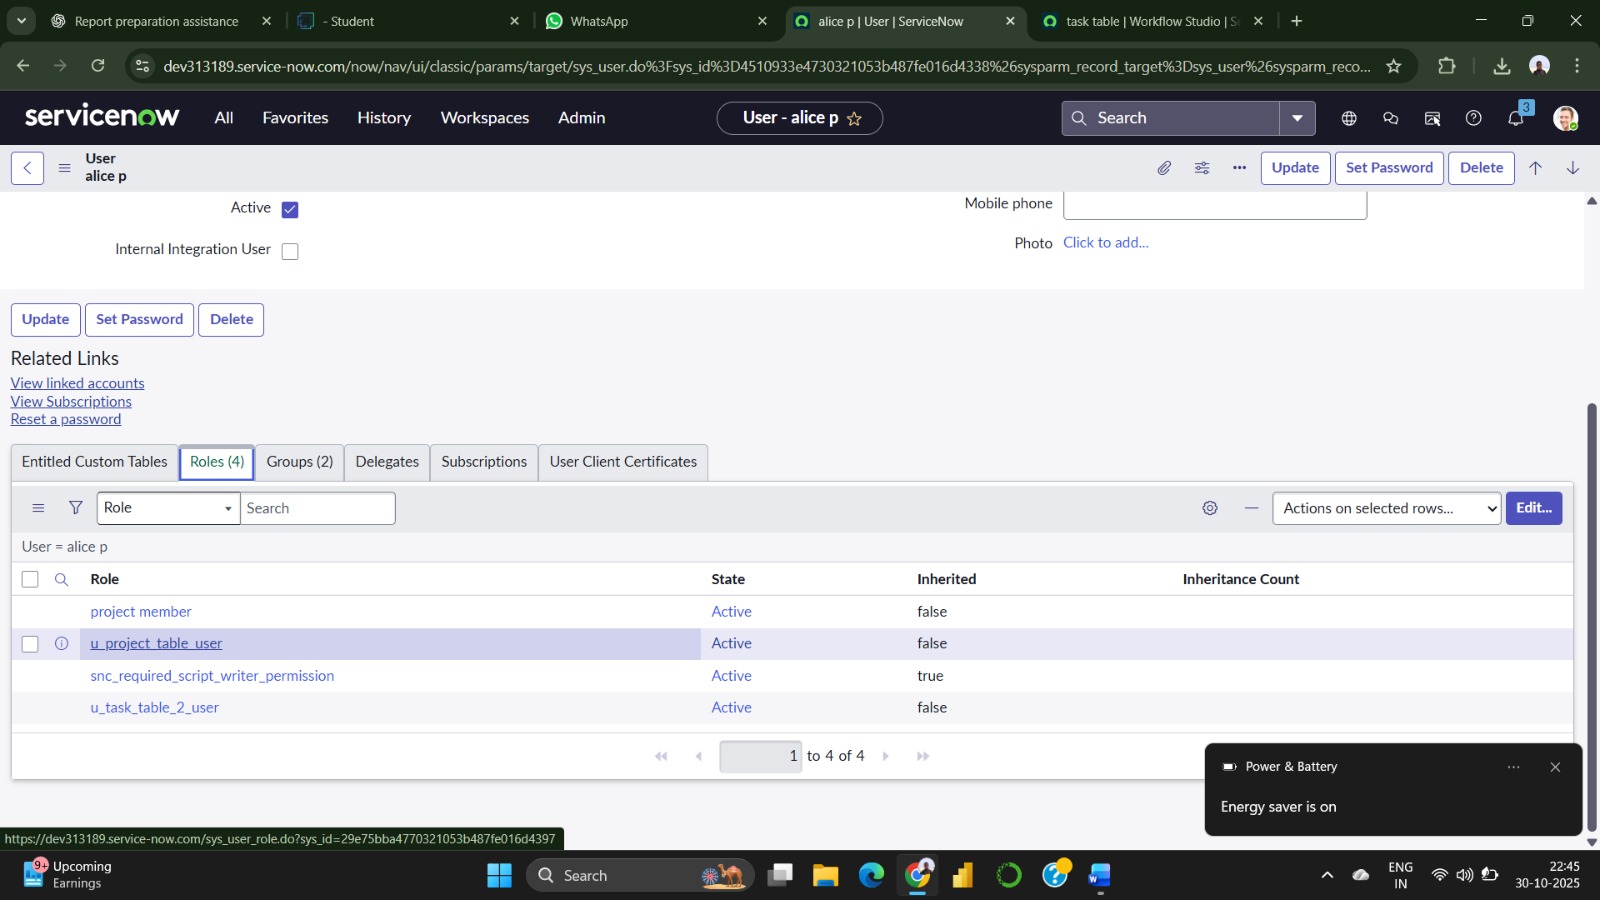 Report preparation assistance
- Student
WhatsApp
alice p | User | ServiceNow
task table | Workflow Studio | S
dev313189.service-now.com/now/nav/ui/classic/params/target/sys_user.do%3Fsys_id%3D4510933e4730321053b487fe016d4338%26sysparm_record_target%3Dsys_user%26sysparm_reco...
servicenow
All
Favorites
History
Workspaces
Admin
User - alice p
Search
3
User
alice p
Update
Set Password
Delete
Active
Mobile phone
Internal Integration User
Photo
Click to add...
Update
Set Password
Delete
Related Links
View linked accounts
View Subscriptions
Reset a password
Entitled Custom Tables
Roles (4)
Groups (2)
Delegates
Subscriptions
User Client Certificates
Role
Search
Actions on selected rows...
Edit...
User = alice p
Role
State
Inherited
Inheritance Count
project member
Active
false
u_project_table_user
Active
false
snc_required_script_writer_permission
Active
true
u_task_table_2_user
Active
false
1 to 4 of 4
Power & Battery
Energy saver is on
https://dev313189.service-now.com/sys_user_role.do?sys_id=29e75bba4770321053b487fe016d4397
9+
Upcoming
Earnings
Search
ENG
IN
22:45
30-10-2025